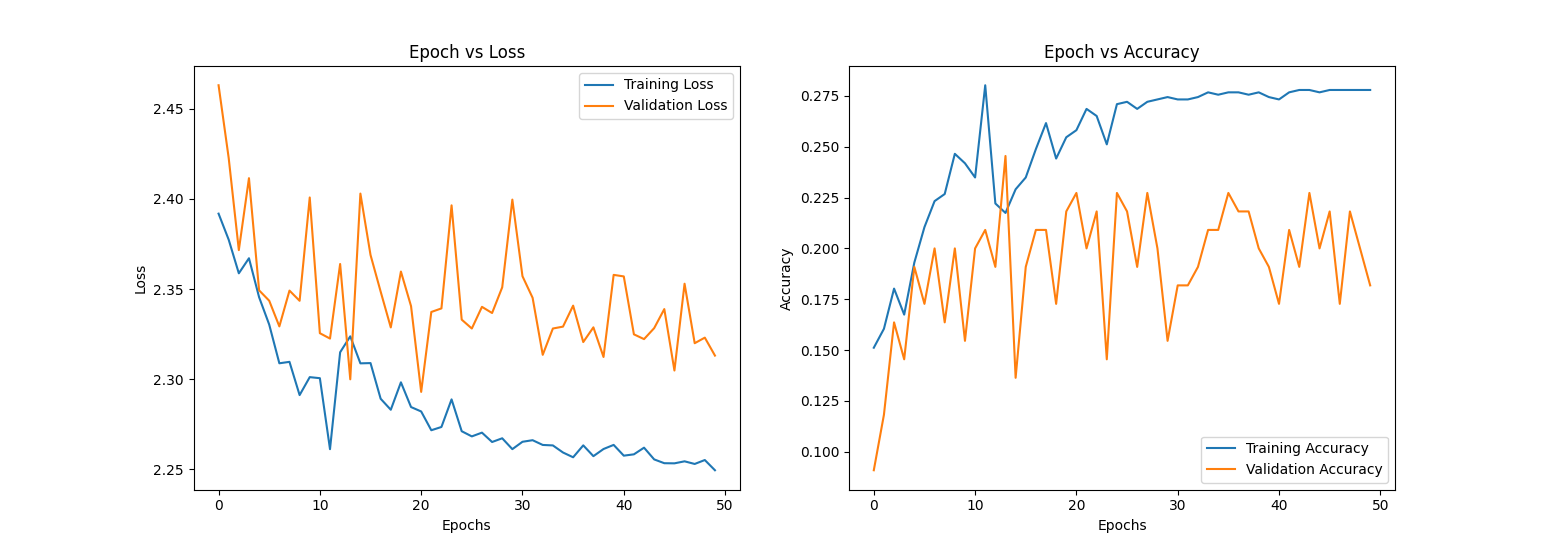 Epoch vs Loss
Training Loss
Validation Loss
2.45
2.40
2.35
2.30
2.25
Loss
0 10 20 30 40 50
Epochs
Epoch vs Accuracy
0.275
0.250
0.225
0.200
0.175
0.150
0.125
0.100
Accuracy
Training Accuracy
Validation Accuracy
0 10 20 30 40 50
Epochs